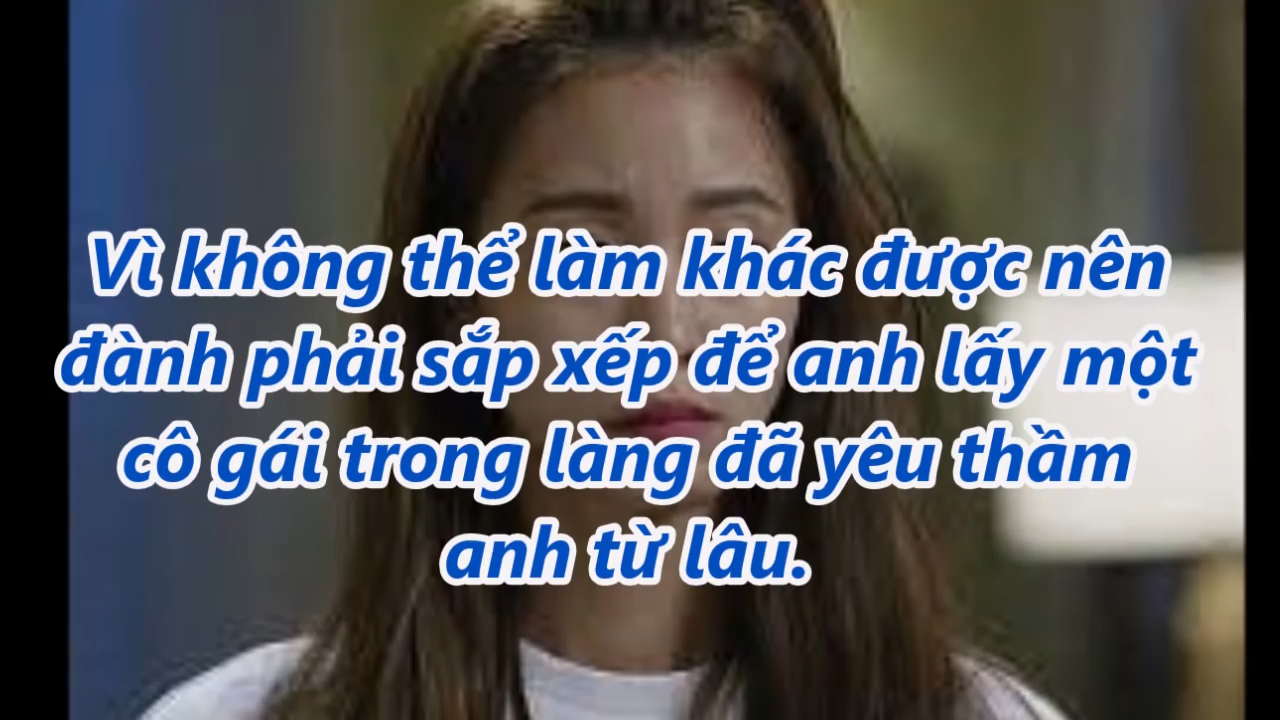 Vì không thể làm khác được nên
đành phải sắp xếp để anh lấy một
cô gái trong làng đã yêu thầm
anh từ lâu.